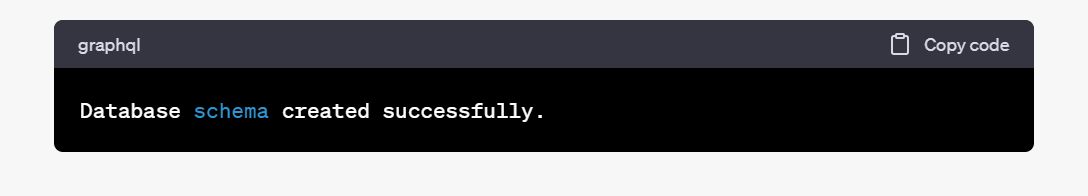 graphql
Copy code
Database schema created successfully.